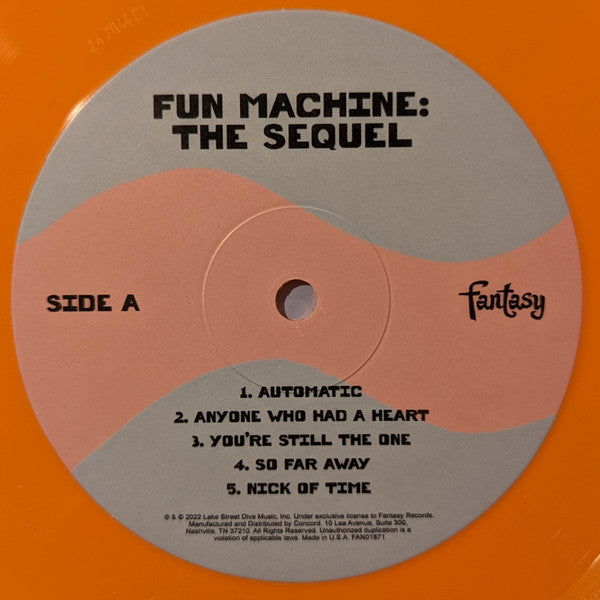 FUN MACHINE:
THE SEQUEL
SIDE A
fantasy
1. AUTOMATIC
2. ANYONE WHO HAD A HEART
3. YOU'RE STILL THE ONE
4. SO FAR AWAY
5. NICK OF TIME
℗ & © 2022 Lake Street Dive Music, Inc. Under exclusive license to Fantasy Records.
Manufactured and Distributed by Concord. 10 Lea Avenue, Suite 300,
Nashville, TN 37210. All Rights Reserved. Unauthorized duplication is a
violation of applicable laws. Made in U.S.A. FAN01871